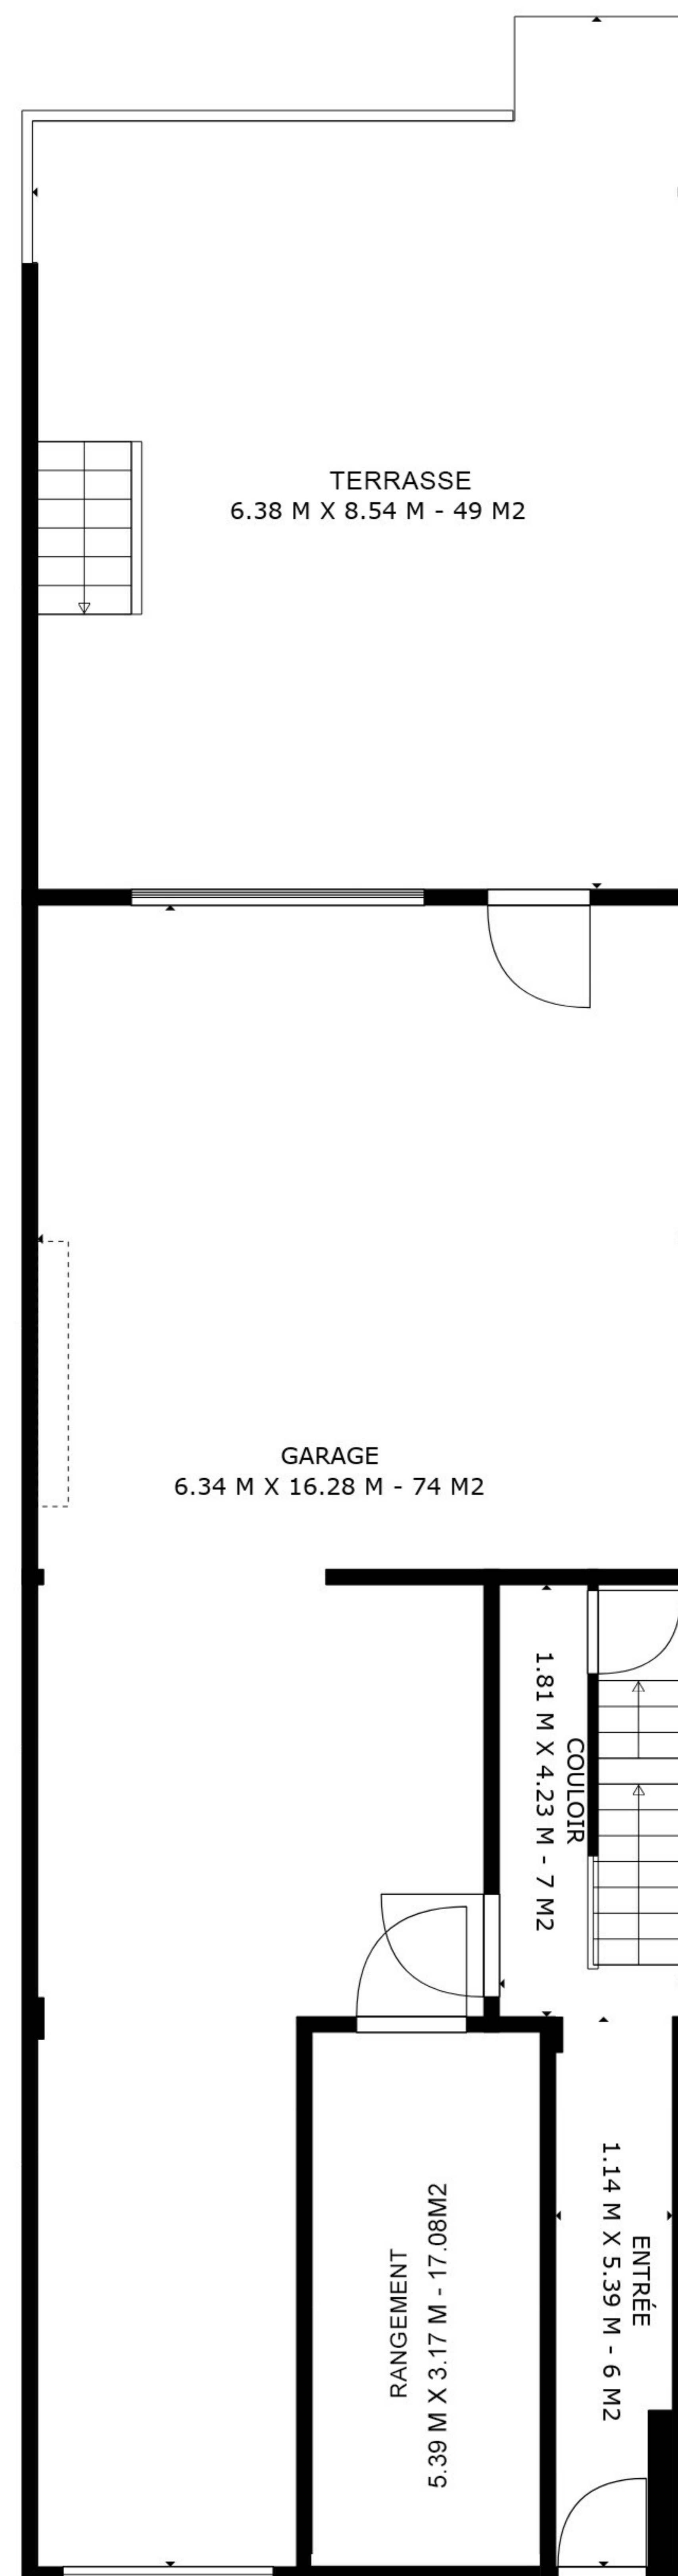 TERRASSE
6.38 M X 8.54 M - 49 M2
GARAGE
6.34 M X 16.28 M - 74 M2
COULOIR
1.81 M X 4.23 M - 7 M2
ENTRÉE
1.14 M X 5.39 M - 6 M2
RANGEMENT
5.39 M X 3.17 M - 17.08M2